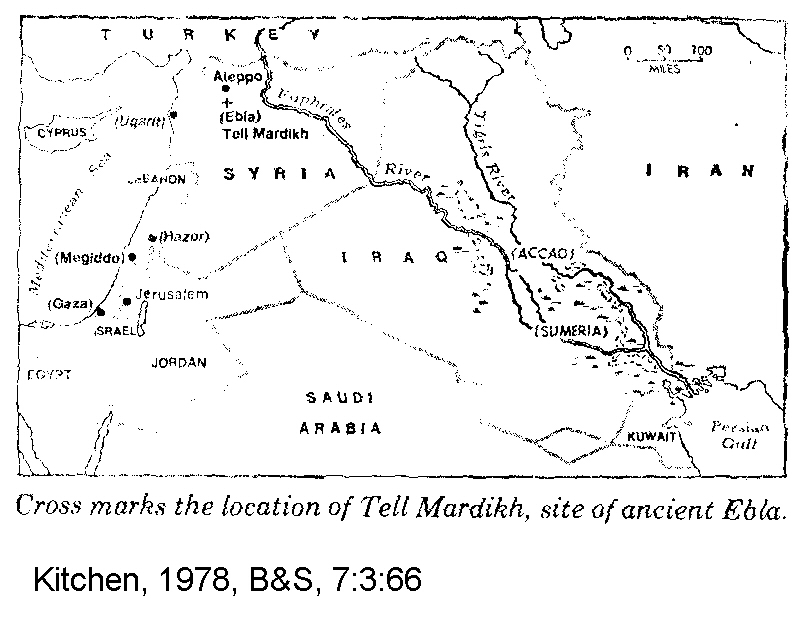 TURKEY
Aleppo
(Ebla)
Tell Mardikh
Euphrates
River
Tigris River
0 50 100
MILES
(Ugarit)
CYPRUS
SYRIA
IRAN
LEBANON
Mediterranean Sea
(Hazor)
(Megiddo)
IRAQ
(ACCAD)
(Gaza)
Jerusalem
ISRAEL
(SUMERIA)
EGYPT
JORDAN
SAUDI
ARABIA
KUWAIT
Persian
Gulf
Cross marks the location of Tell Mardikh, site of ancient Ebla.
Kitchen, 1978, B&S, 7:3:66